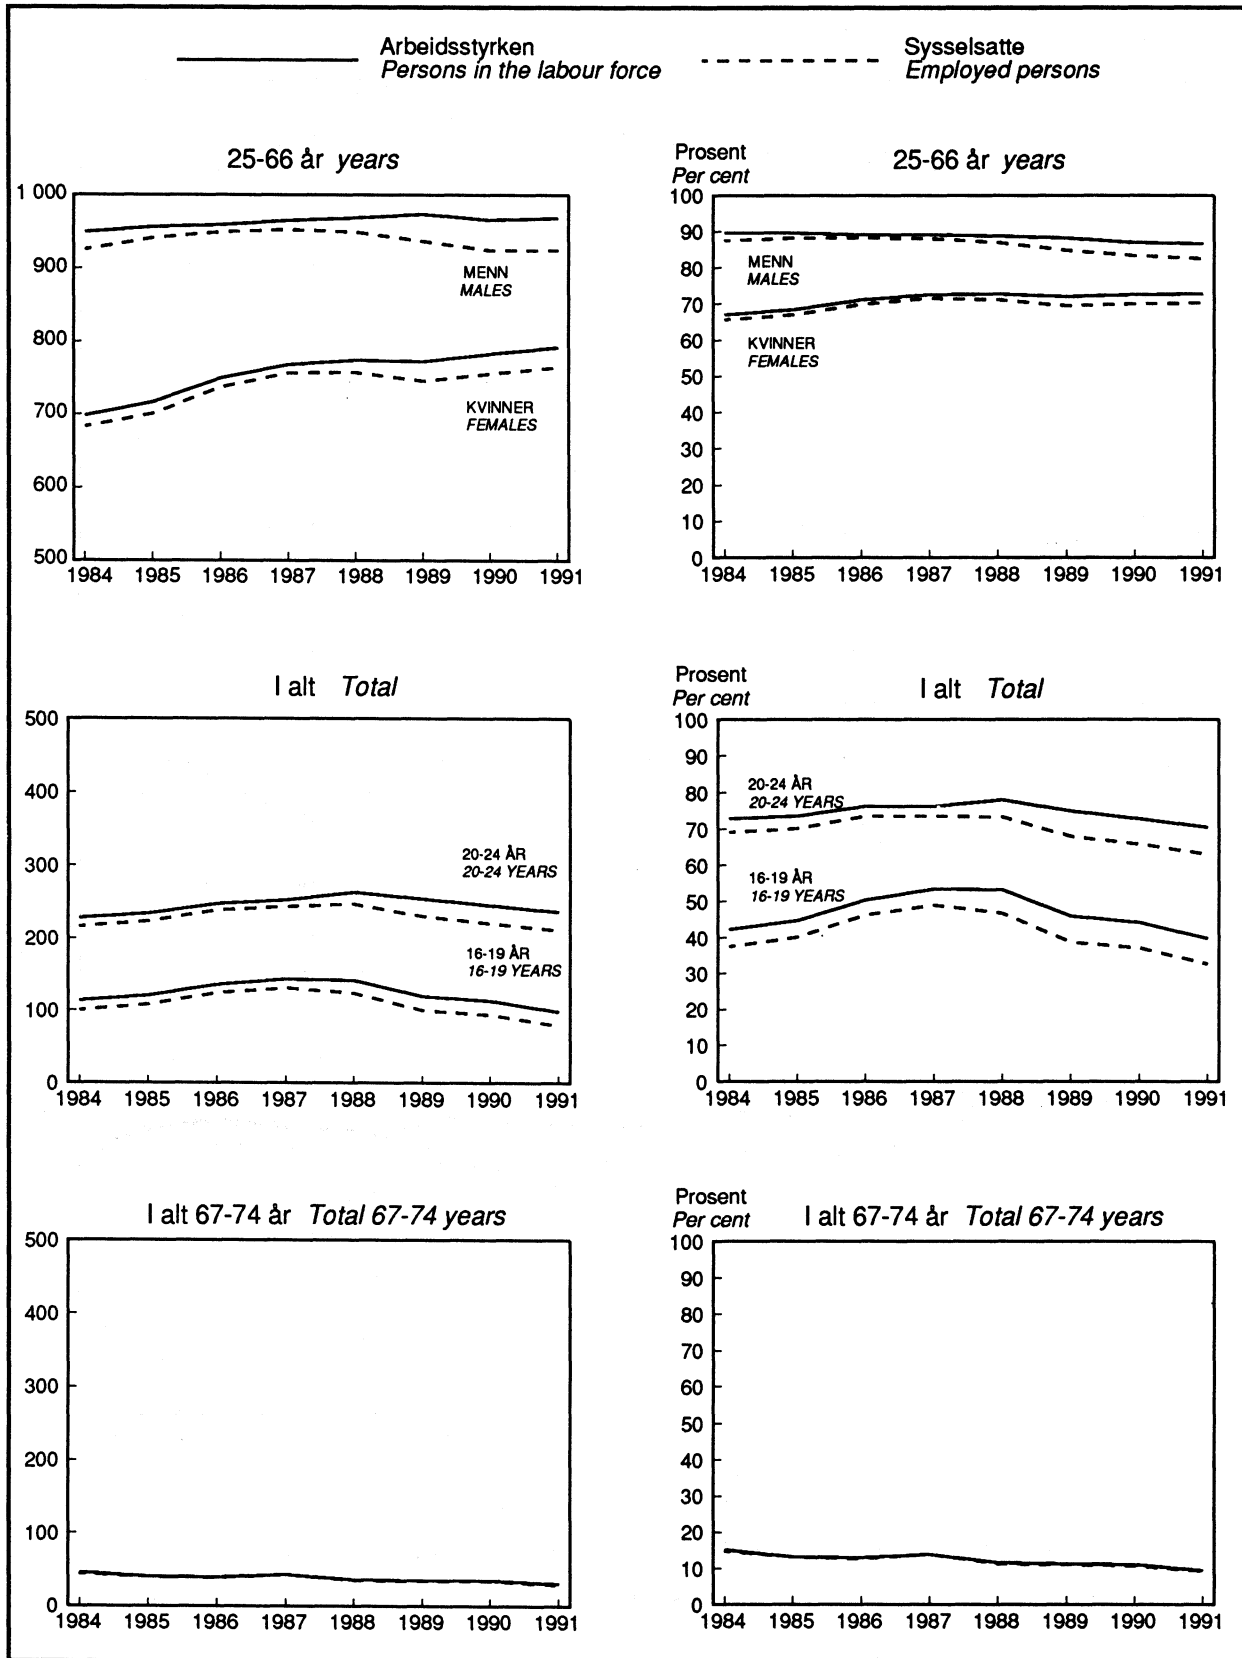 Arbeidsstyrken
Persons in the labour force
Sysselsatte
Employed persons
25-66 år years
1 000
900
800
700
600
500
MENN
MALES
KVINNER
FEMALES
1984 1985 1986 1987 1988 1989 1990 1991
Prosent
Per cent
25-66 år years
100
90
80
70
60
50
40
30
20
10
0
MENN
MALES
KVINNER
FEMALES
1984 1985 1986 1987 1988 1989 1990 1991
I alt Total
500
400
300
200
100
0
20-24 ÅR
20-24 YEARS
16-19 ÅR
16-19 YEARS
1984 1985 1986 1987 1988 1989 1990 1991
Prosent
Per cent
I alt Total
100
90
80
70
60
50
40
30
20
10
0
20-24 ÅR
20-24 YEARS
16-19 ÅR
16-19 YEARS
1984 1985 1986 1987 1988 1989 1990 1991
I alt 67-74 år Total 67-74 years
500
400
300
200
100
0
1984 1985 1986 1987 1988 1989 1990 1991
Prosent
Per cent
I alt 67-74 år Total 67-74 years
100
90
80
70
60
50
40
30
20
10
0
1984 1985 1986 1987 1988 1989 1990 1991